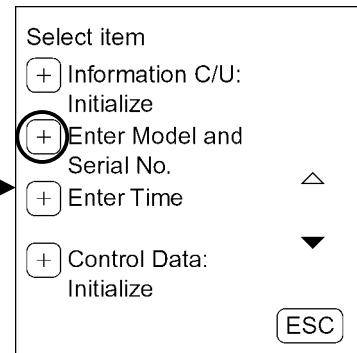 Select item
+ Information C/U:
Initialize
+ Enter Model and
Serial No.
+ Enter Time
+ Control Data:
Initialize
ESC